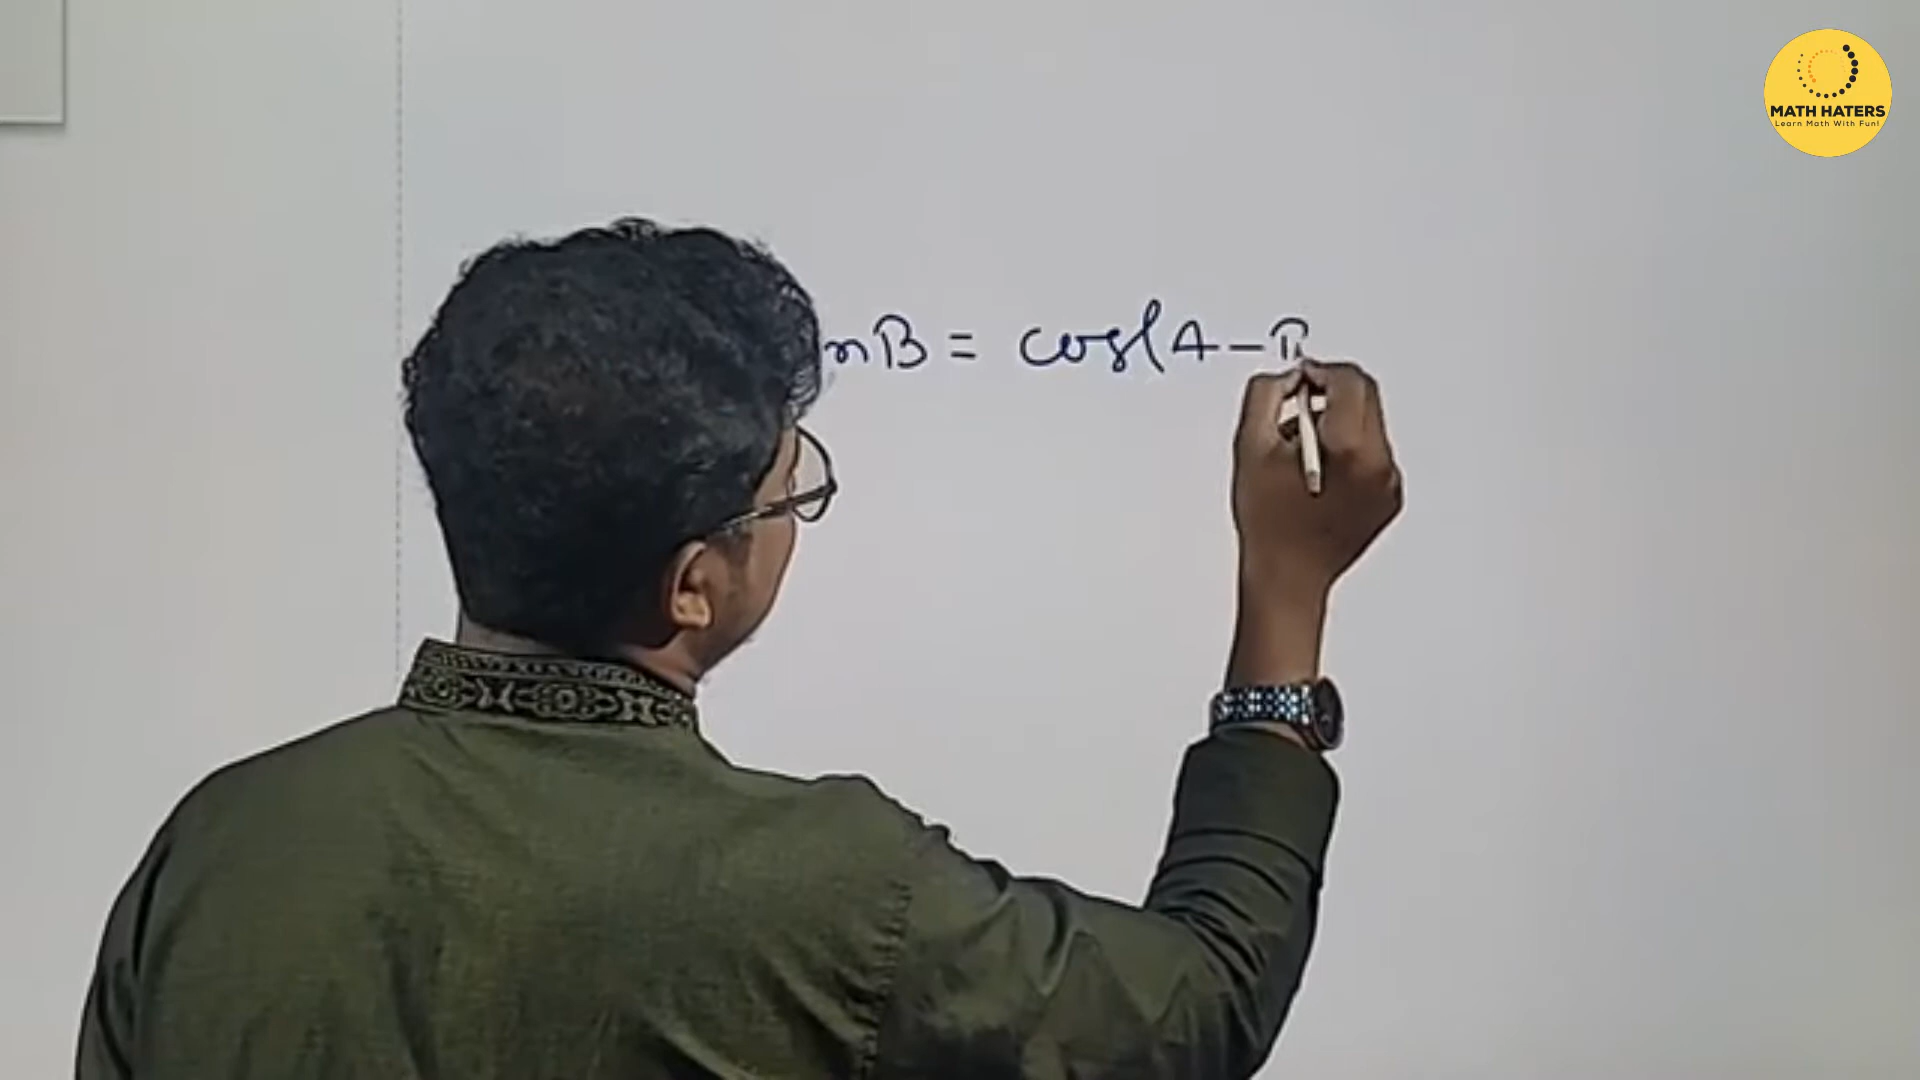 MATH HATERS
Learn Math With Fun!
nB = cos(A - B